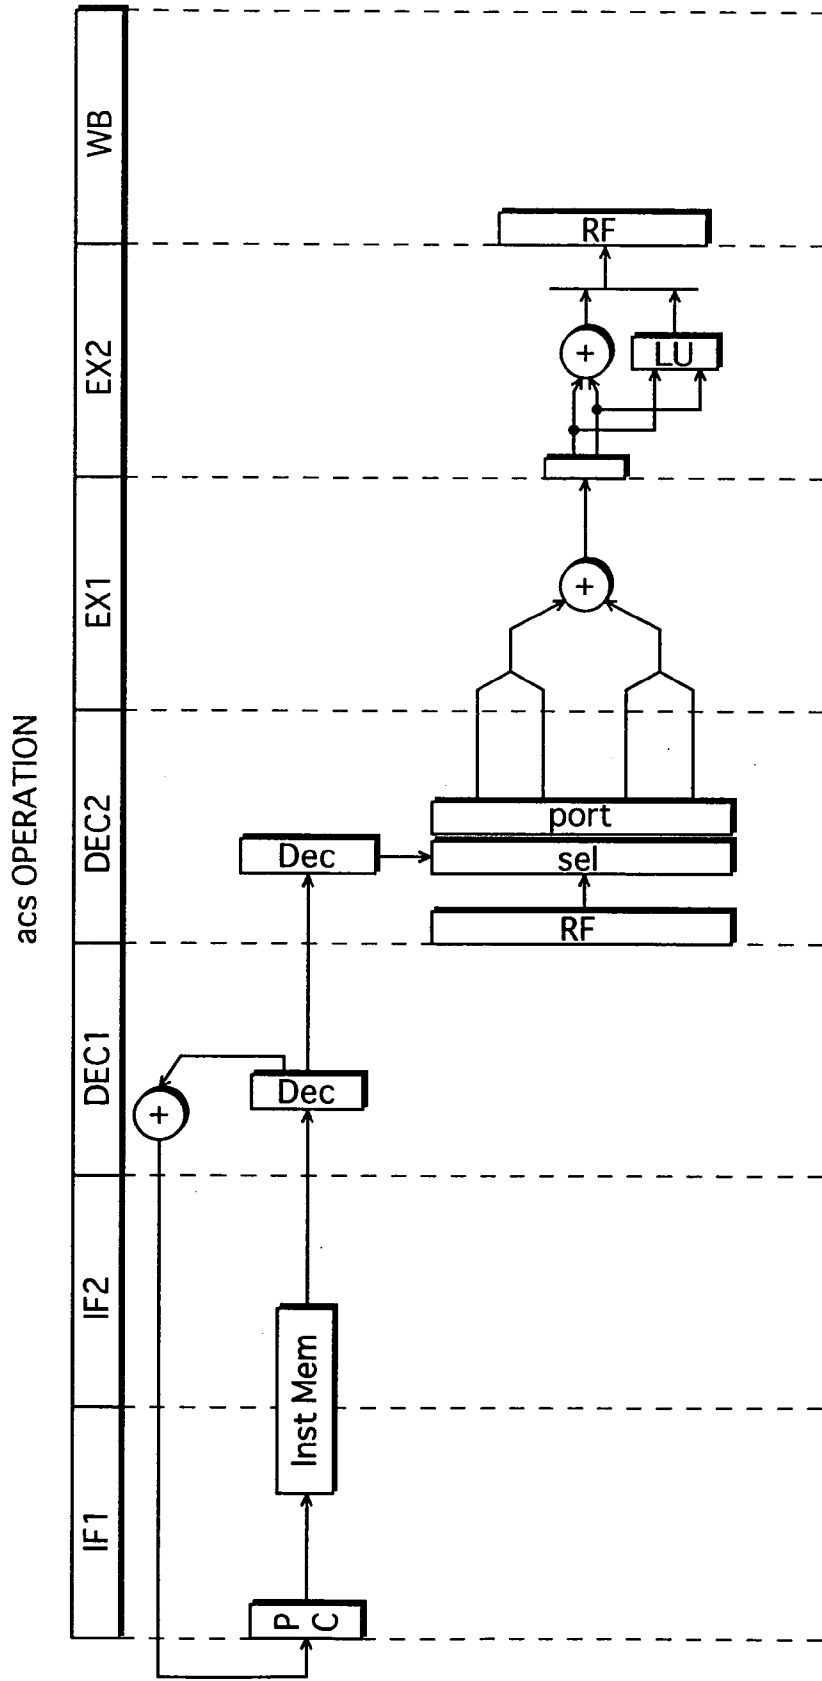 acs OPERATION
IF1
IF2
DEC1
DEC2
EX1
EX2
WB
P C
Inst Mem
Dec
+
Dec
RF
sel
port
+
+
LU
RF